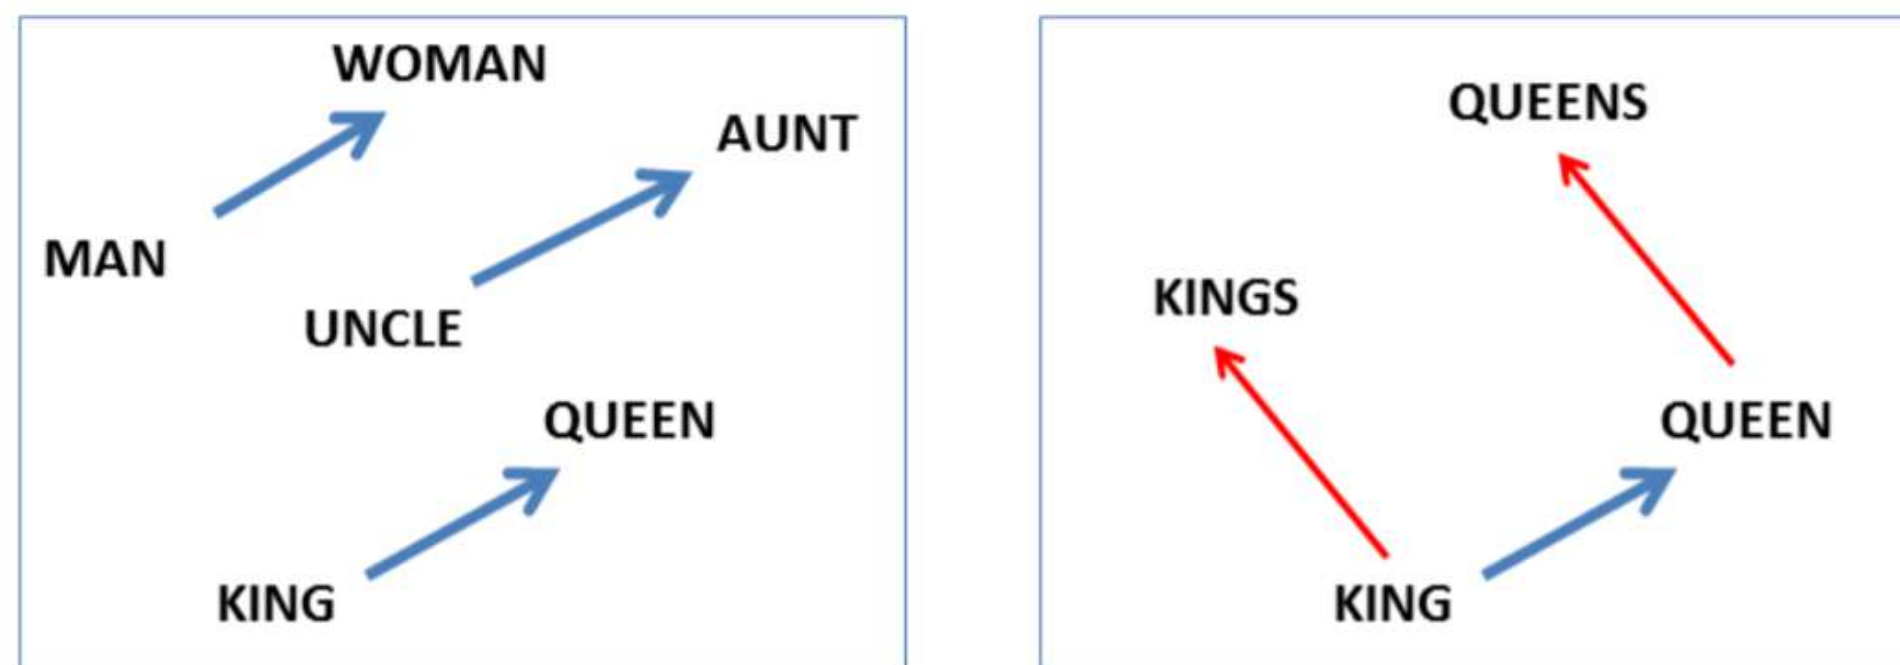 WOMAN
AUNT
MAN
UNCLE
QUEEN
KING
QUEENS
KINGS
QUEEN
KING